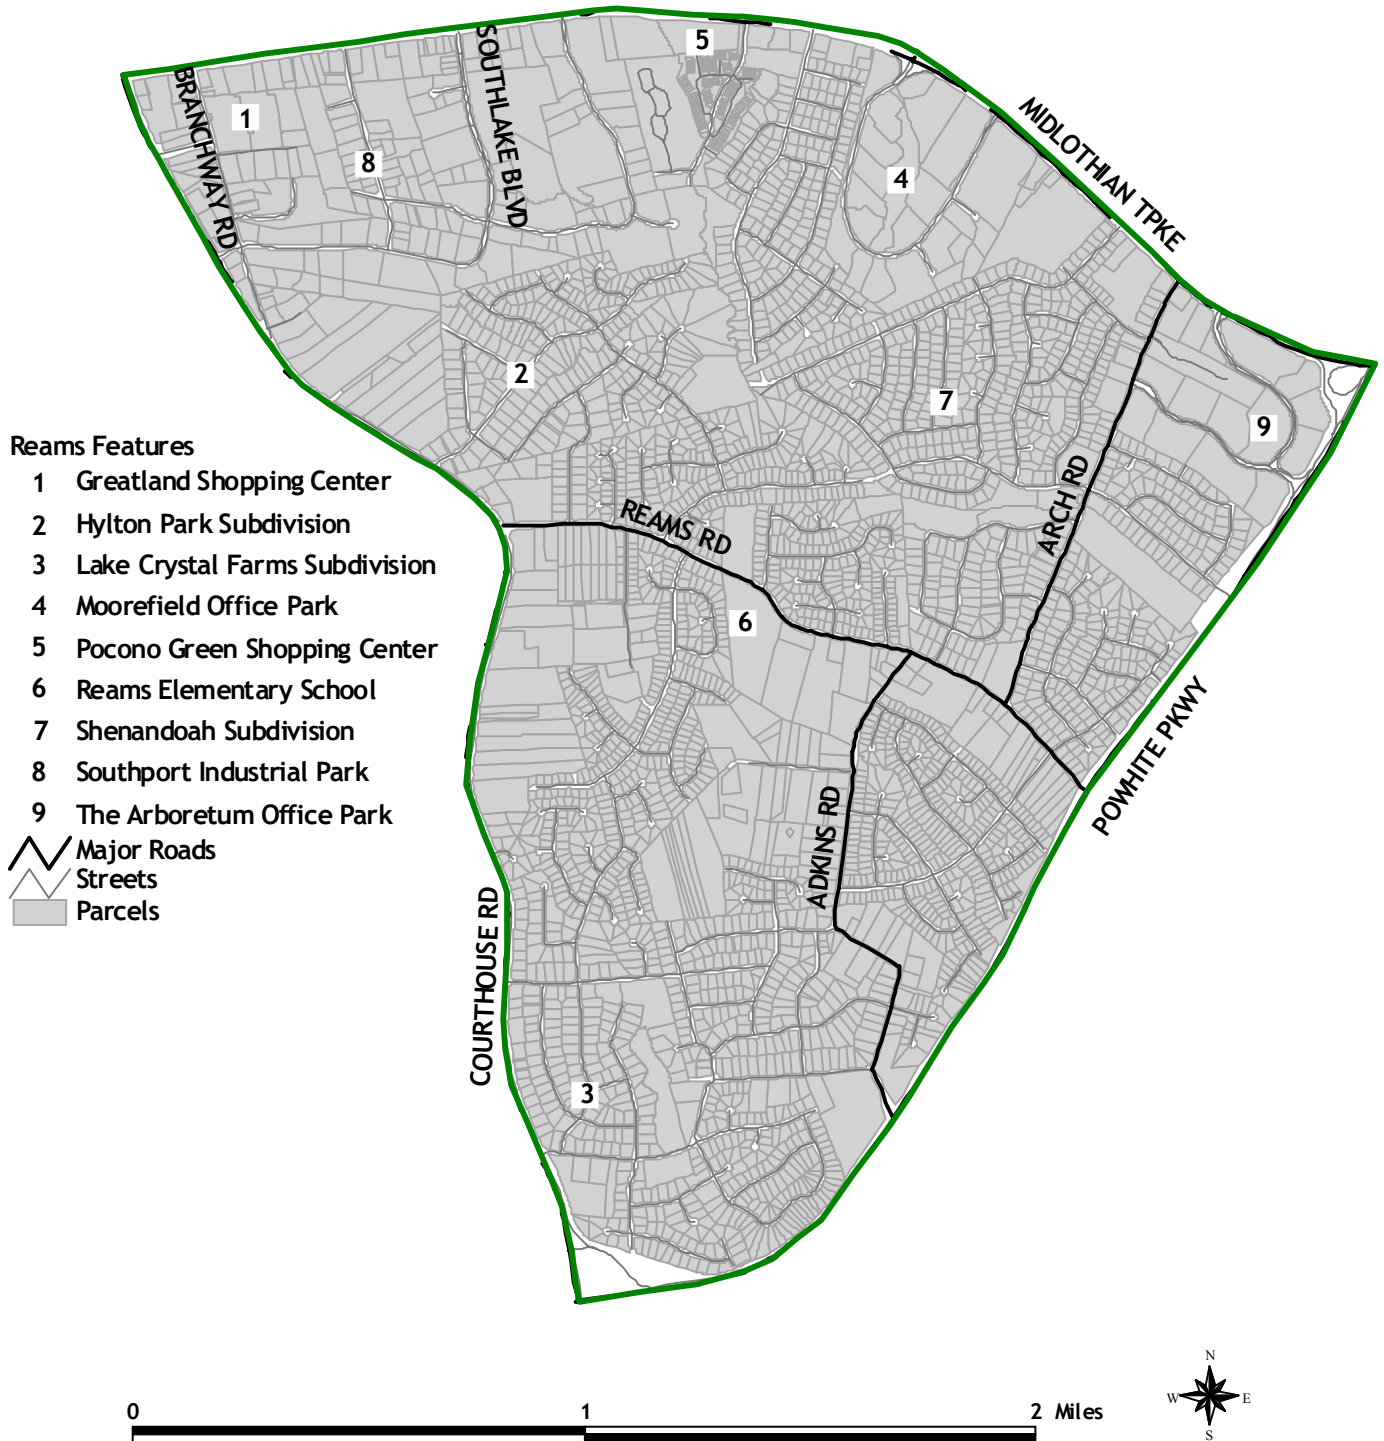 5
BRANCHWAY RD
SOUTHLAKE BLVD
1
MIDLOTHIAN TPKE
8
4
2
7
9
Reams Features
1 Greatland Shopping Center
2 Hylton Park Subdivision
3 Lake Crystal Farms Subdivision
4 Moorefield Office Park
5 Pocono Green Shopping Center
6 Reams Elementary School
7 Shenandoah Subdivision
8 Southport Industrial Park
9 The Arboretum Office Park
Major Roads
Streets
Parcels
REAMS RD
ARCH RD
6
POWHITE PKWY
ADKINS RD
COURTHOUSE RD
3
N
W E
S
0 1 2 Miles